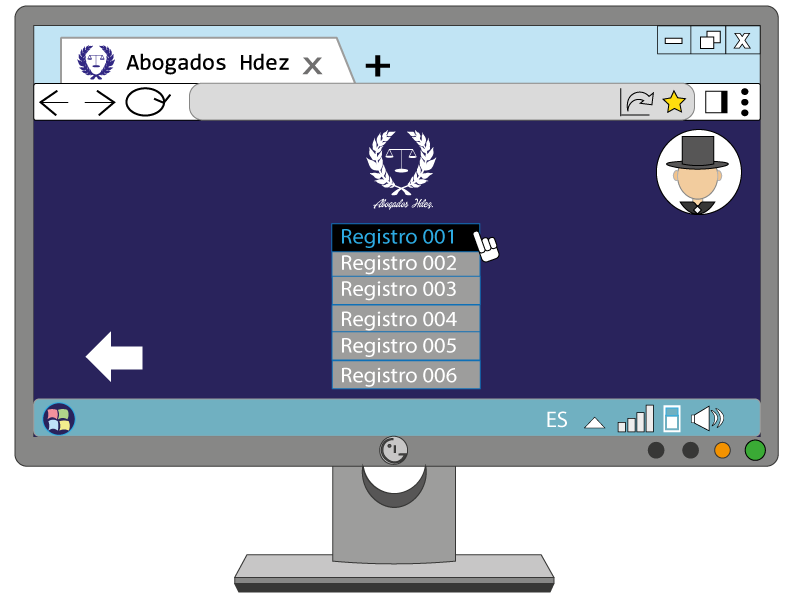 Abogados Hdez X
X
Abogados Hdez.
Registro 001
Registro 002
Registro 003
Registro 004
Registro 005
Registro 006
ES